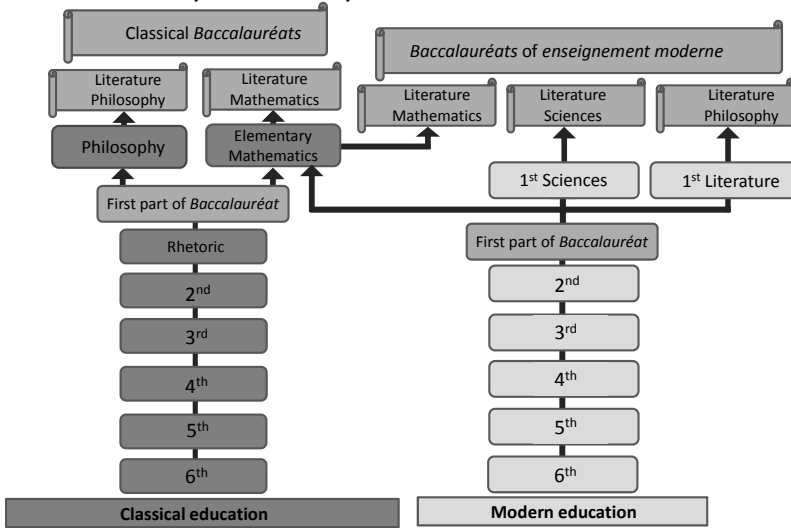 Classical Baccalauréats
Baccalauréats of enseignement moderne
Literature
Philosophy
Literature
Mathematics
Literature
Mathematics
Literature
Sciences
Literature
Philosophy
Philosophy
Elementary
Mathematics
1st Sciences
1st Literature
First part of Baccalauréat
First part of Baccalauréat
Rhetoric
2nd
3rd
4th
5th
6th
2nd
3rd
4th
5th
6th
Classical education
Modern education